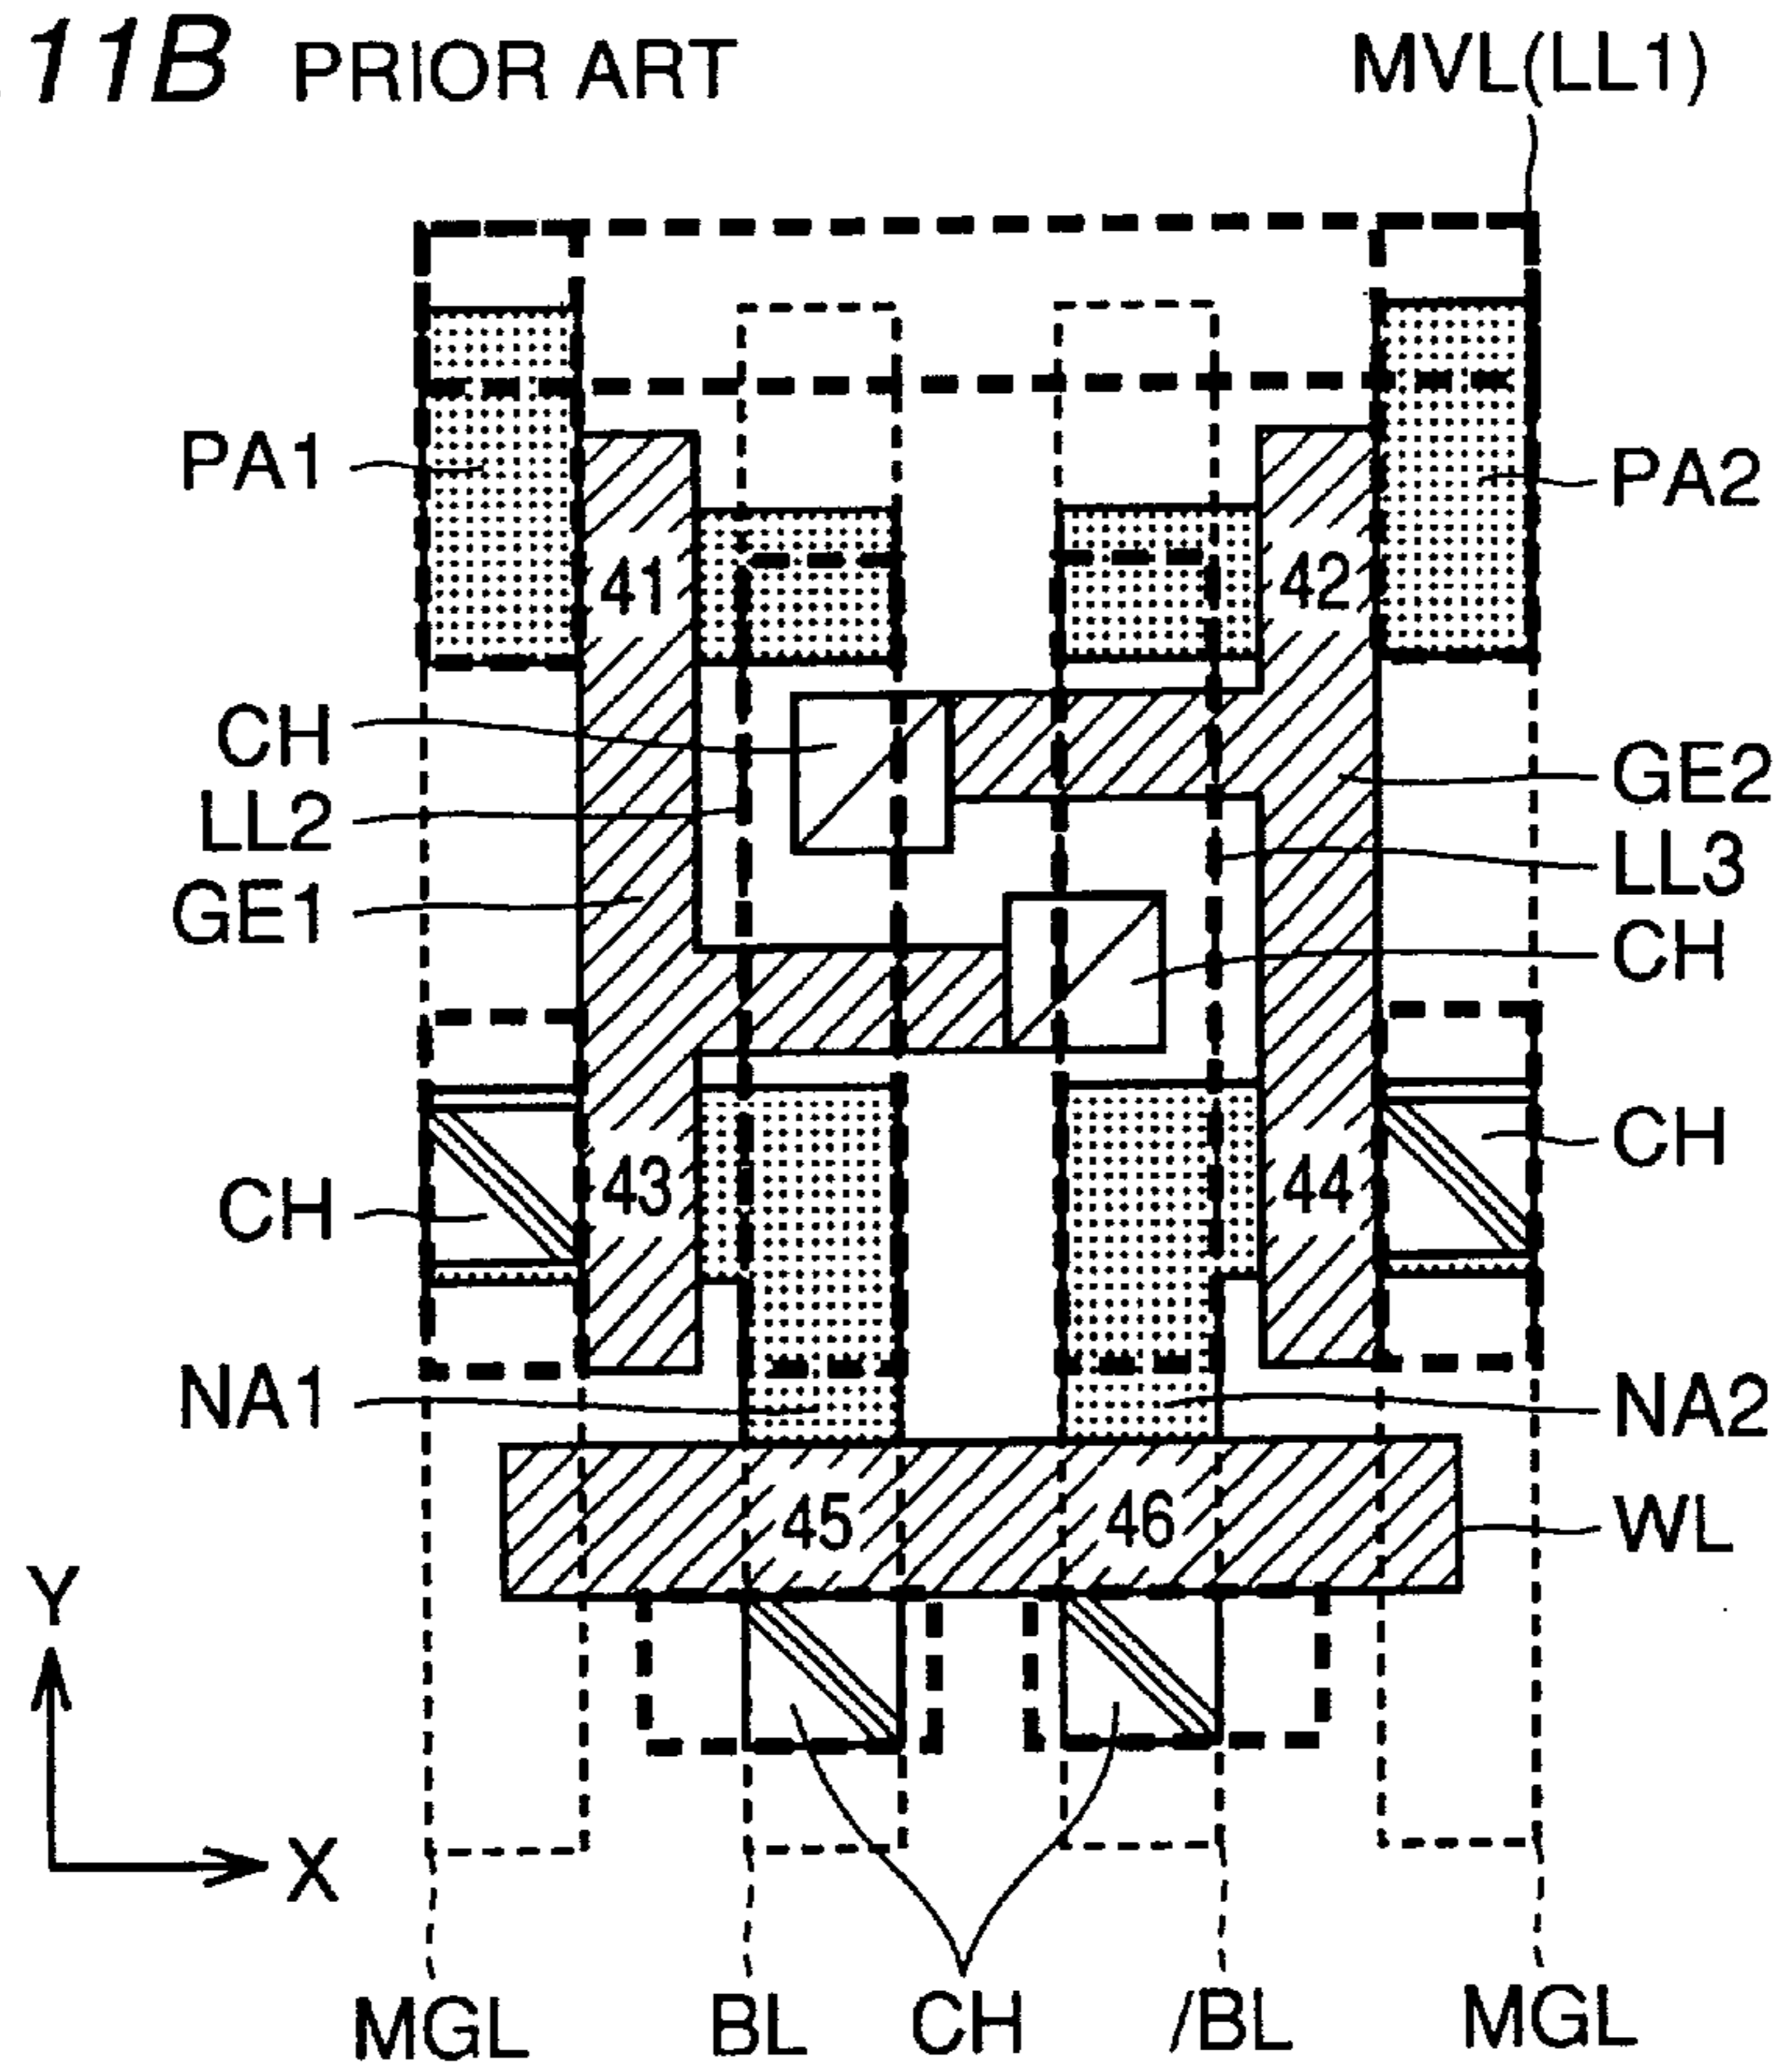 11B PRIOR ART
MVL(LL1)
PA1
PA2
41
42
CH
GE2
LL2
LL3
GE1
CH
CH
43
44
CH
NA1
NA2
45
46
WL
Y
X
MGL
BL
CH
/BL
MGL